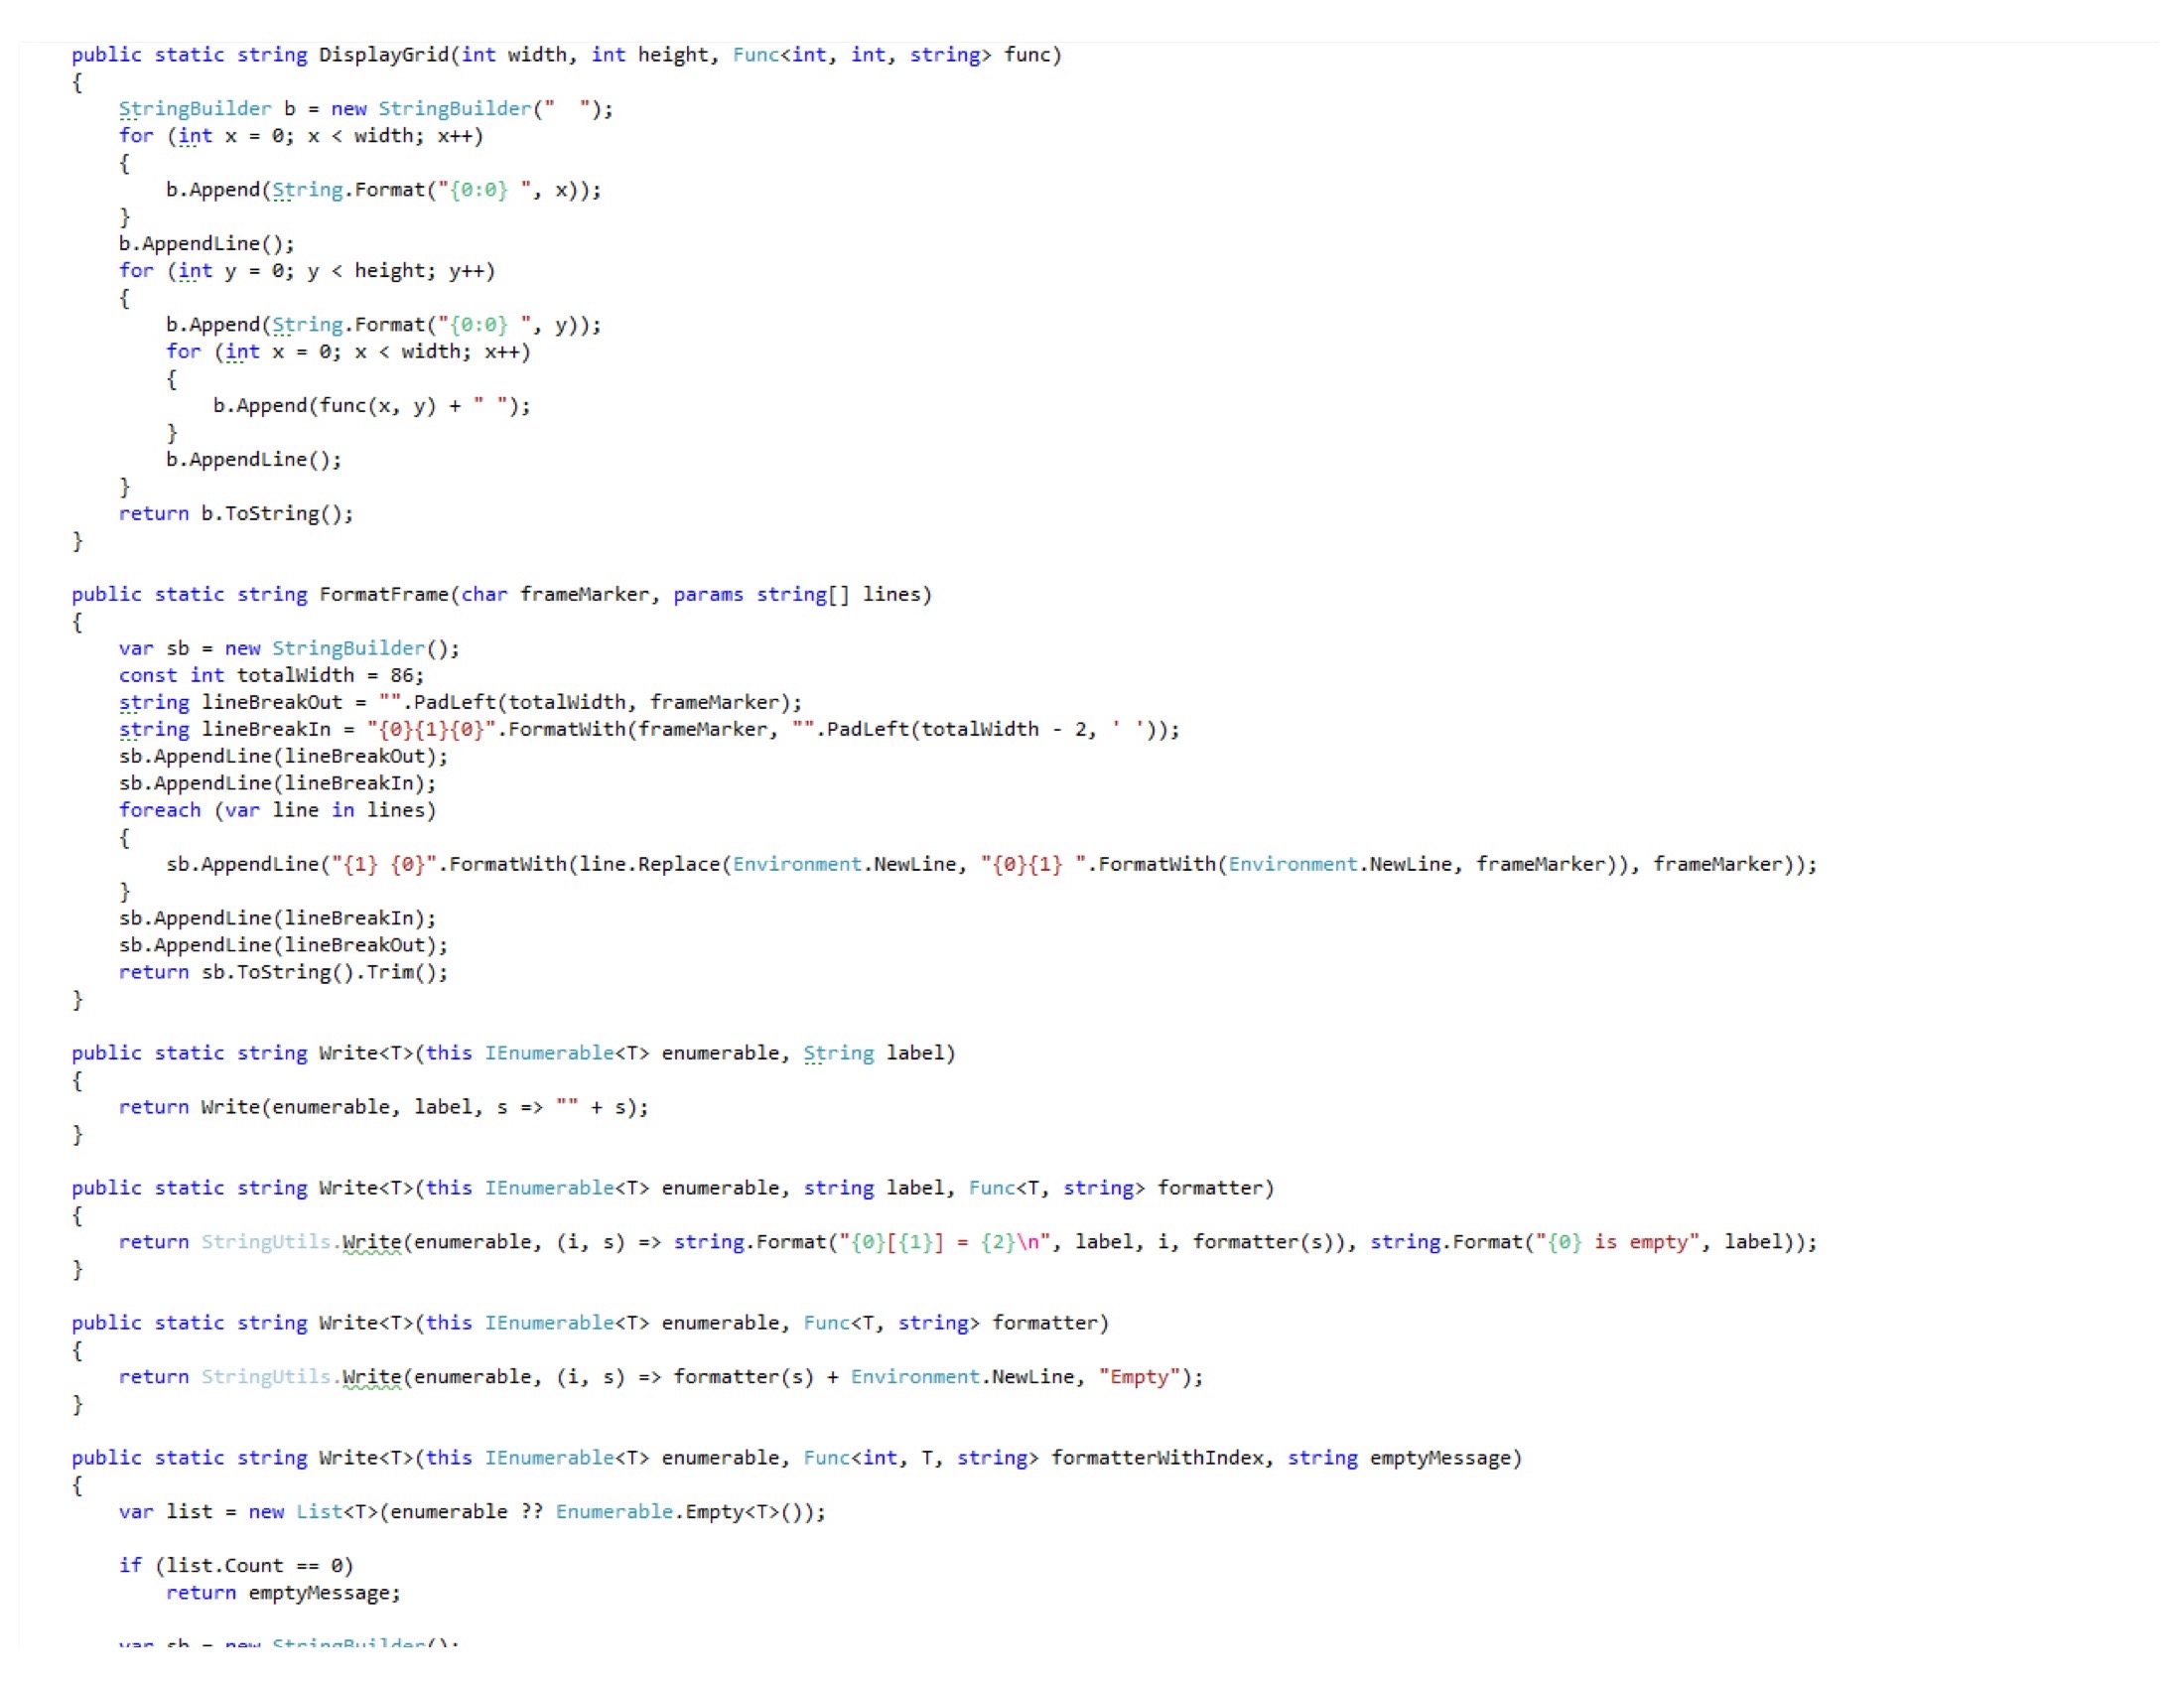 public static string DisplayGrid(int width, int height, Func<int, int, string> func)
{
    StringBuilder b = new StringBuilder("  ");
    for (int x = 0; x < width; x++)
    {
        b.Append(String.Format("{0:0} ", x));
    }
    b.AppendLine();
    for (int y = 0; y < height; y++)
    {
        b.Append(String.Format("{0:0} ", y));
        for (int x = 0; x < width; x++)
        {
            b.Append(func(x, y) + " ");
        }
        b.AppendLine();
    }
    return b.ToString();
}

public static string FormatFrame(char frameMarker, params string[] lines)
{
    var sb = new StringBuilder();
    const int totalWidth = 86;
    string lineBreakOut = "".PadLeft(totalWidth, frameMarker);
    string lineBreakIn = "{0}{1}{0}".FormatWith(frameMarker, "".PadLeft(totalWidth - 2, ' '));
    sb.AppendLine(lineBreakOut);
    sb.AppendLine(lineBreakIn);
    foreach (var line in lines)
    {
        sb.AppendLine("{1} {0}".FormatWith(line.Replace(Environment.NewLine, "{0}{1} ".FormatWith(Environment.NewLine, frameMarker)), frameMarker));
    }
    sb.AppendLine(lineBreakIn);
    sb.AppendLine(lineBreakOut);
    return sb.ToString().Trim();
}

public static string Write<T>(this IEnumerable<T> enumerable, String label)
{
    return Write(enumerable, label, s => "" + s);
}

public static string Write<T>(this IEnumerable<T> enumerable, string label, Func<T, string> formatter)
{
    return StringUtils.Write(enumerable, (i, s) => string.Format("{0}[{1}] = {2}\n", label, i, formatter(s)), string.Format("{0} is empty", label));
}

public static string Write<T>(this IEnumerable<T> enumerable, Func<T, string> formatter)
{
    return StringUtils.Write(enumerable, (i, s) => formatter(s) + Environment.NewLine, "Empty");
}

public static string Write<T>(this IEnumerable<T> enumerable, Func<int, T, string> formatterWithIndex, string emptyMessage)
{
    var list = new List<T>(enumerable ?? Enumerable.Empty<T>());

    if (list.Count == 0)
        return emptyMessage;

    var sb = new StringBuilder();